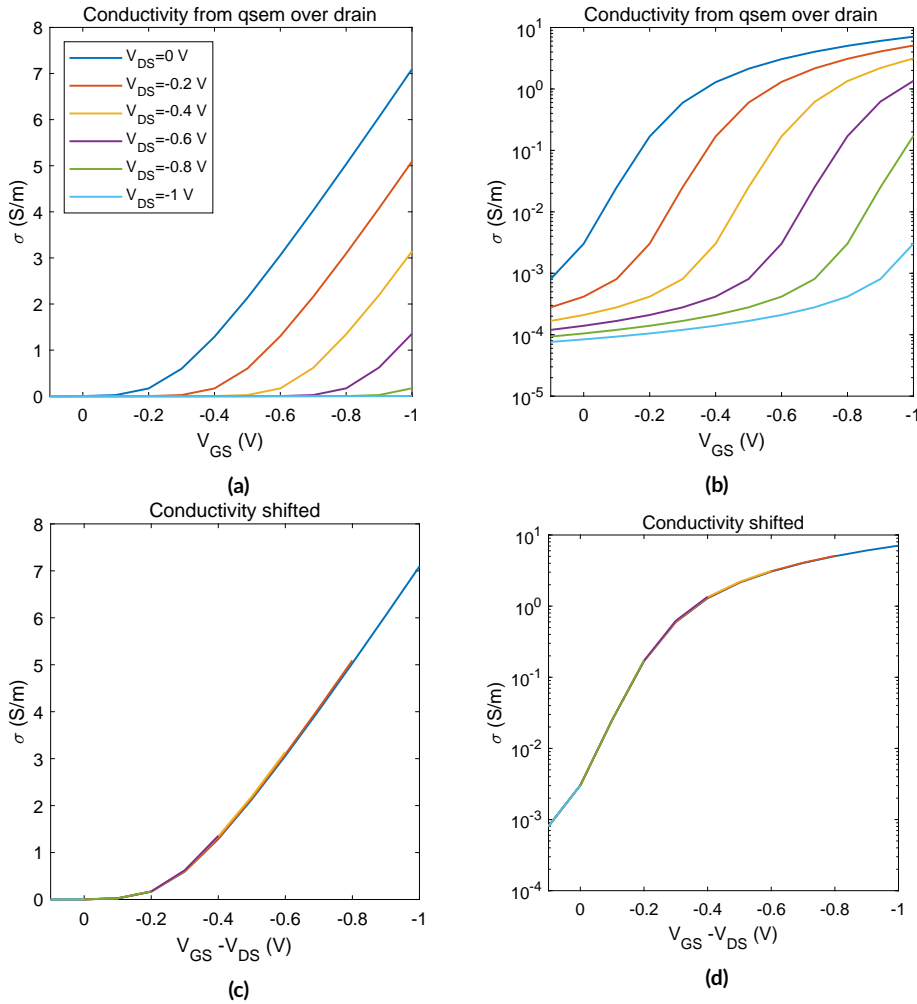 Conductivity from qsem over drain
8
7
6
5
4
3
2
1
0
σ (S/m)
V_DS=0 V
V_DS=-0.2 V
V_DS=-0.4 V
V_DS=-0.6 V
V_DS=-0.8 V
V_DS=-1 V
0 -0.2 -0.4 -0.6 -0.8 -1
V_GS (V)
(a)
Conductivity from qsem over drain
10^1
10^0
10^-1
10^-2
10^-3
10^-4
10^-5
σ (S/m)
0 -0.2 -0.4 -0.6 -0.8 -1
V_GS (V)
(b)
Conductivity shifted
8
7
6
5
4
3
2
1
0
σ (S/m)
0 -0.2 -0.4 -0.6 -0.8 -1
V_GS -V_DS (V)
(c)
Conductivity shifted
10^1
10^0
10^-1
10^-2
10^-3
10^-4
σ (S/m)
0 -0.2 -0.4 -0.6 -0.8 -1
V_GS -V_DS (V)
(d)